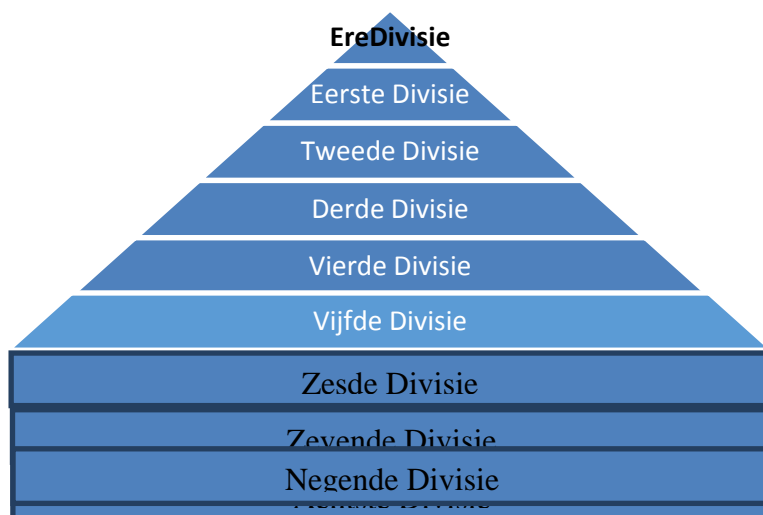 EreDivisie
Eerste Divisie
Tweede Divisie
Derde Divisie
Vierde Divisie
Vijfde Divisie
Zesde Divisie
Zevende Divisie
Negende Divisie